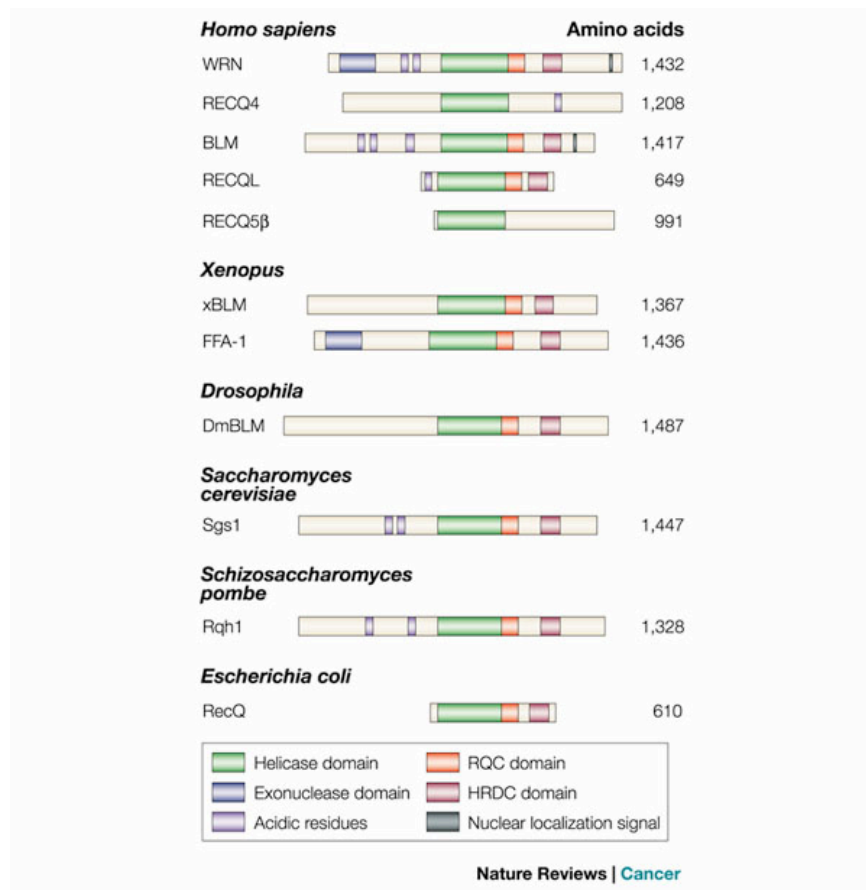 Homo sapiens Amino acids
WRN 1,432
RECQ4 1,208
BLM 1,417
RECQL 649
RECQ5β 991
Xenopus
xBLM 1,367
FFA-1 1,436
Drosophila
DmBLM 1,487
Saccharomyces
cerevisiae
Sgs1 1,447
Schizosaccharomyces
pombe
Rqh1 1,328
Escherichia coli
RecQ 610
Helicase domain RQC domain
Exonuclease domain HRDC domain
Acidic residues Nuclear localization signal
Nature Reviews | Cancer